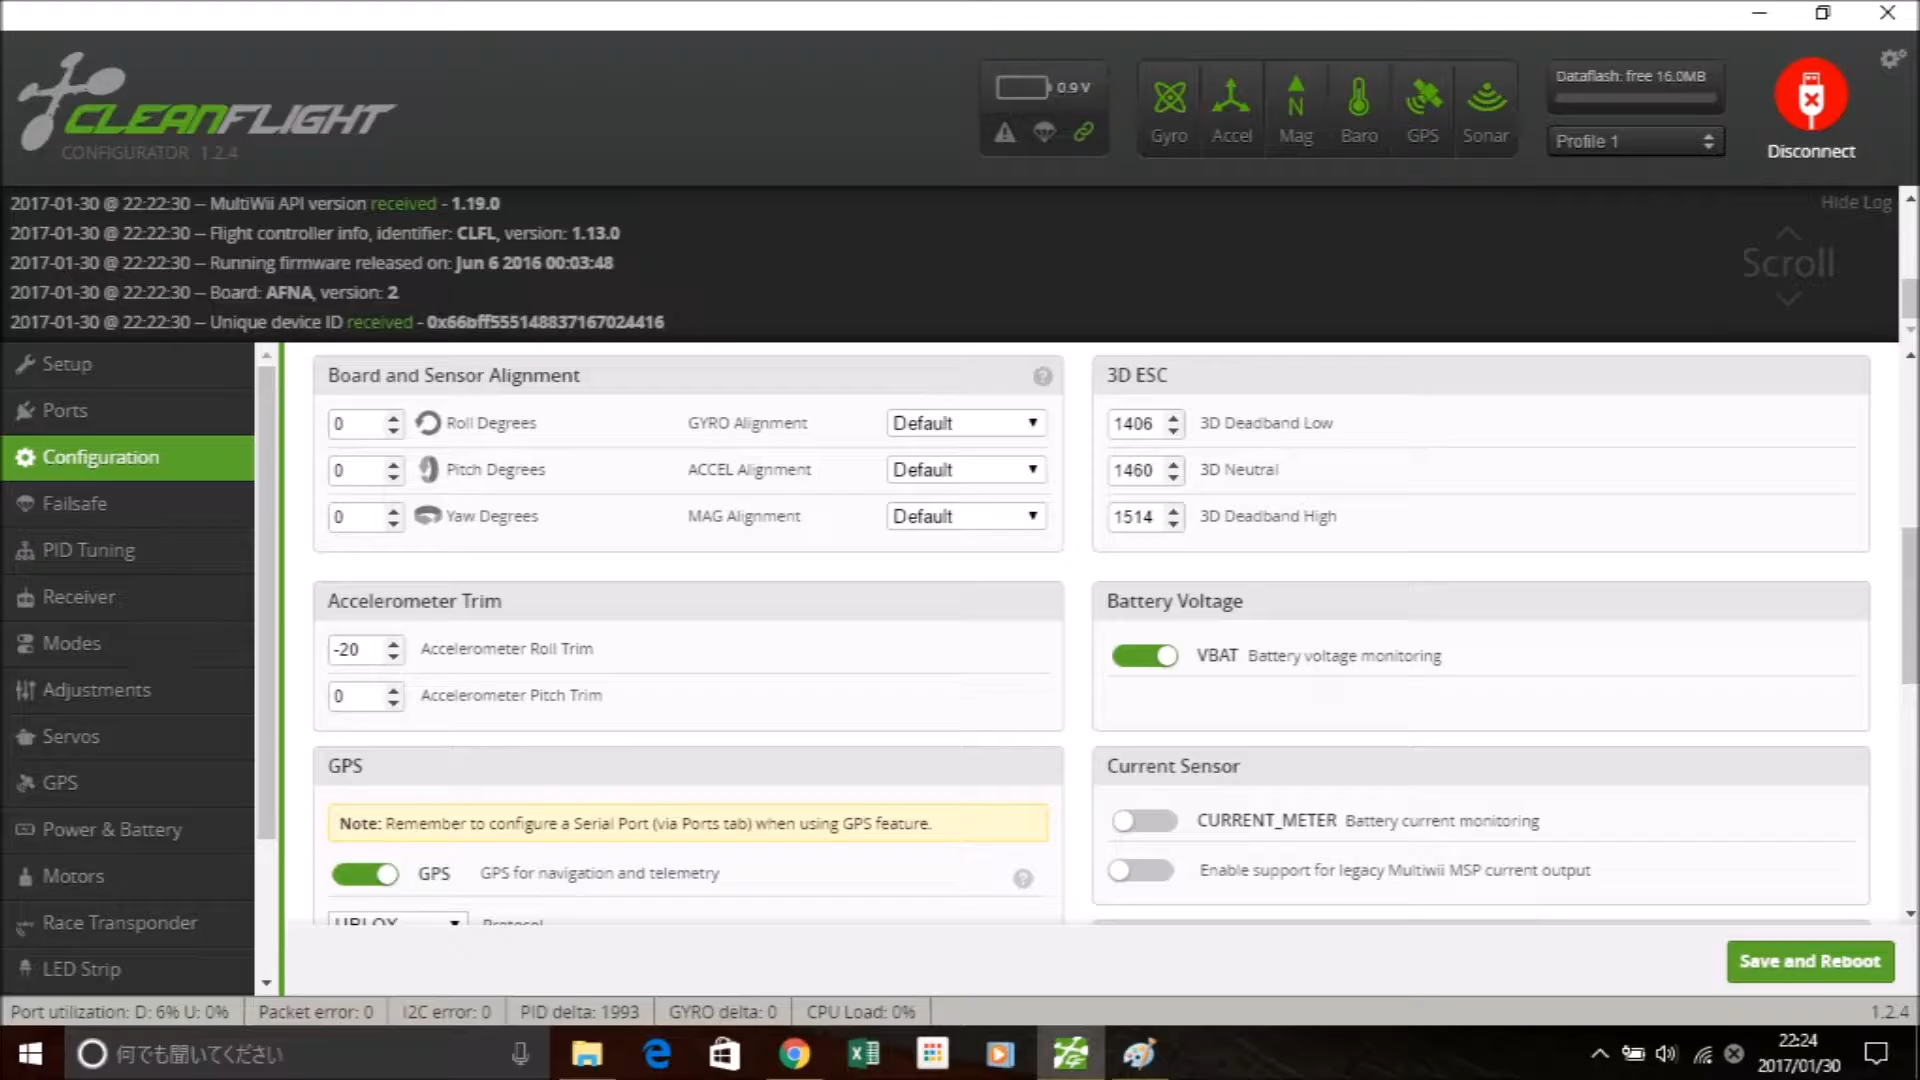 CLEANFLIGHT
CONFIGURATOR 1.2.4
0.9 V
Gyro
Accel
N
Mag
Baro
GPS
Sonar
Dataflash: free 16.0MB
Profile 1
Disconnect
2017-01-30 @ 22:22:30 -- MultiWii API version received - 1.19.0
2017-01-30 @ 22:22:30 -- Flight controller info, identifier: CLFL, version: 1.13.0
2017-01-30 @ 22:22:30 -- Running firmware released on: Jun 6 2016 00:03:48
2017-01-30 @ 22:22:30 -- Board: AFNA, version: 2
2017-01-30 @ 22:22:30 -- Unique device ID received - 0x66bff555148837167024416
Hide Log
Scroll
Setup
Ports
Configuration
Failsafe
PID Tuning
Receiver
Modes
Adjustments
Servos
GPS
Power & Battery
Motors
Race Transponder
LED Strip
Board and Sensor Alignment
0 Roll Degrees GYRO Alignment Default
0 Pitch Degrees ACCEL Alignment Default
0 Yaw Degrees MAG Alignment Default
3D ESC
1406 3D Deadband Low
1460 3D Neutral
1514 3D Deadband High
Accelerometer Trim
-20 Accelerometer Roll Trim
0 Accelerometer Pitch Trim
Battery Voltage
VBAT Battery voltage monitoring
GPS
Note: Remember to configure a Serial Port (via Ports tab) when using GPS feature.
GPS GPS for navigation and telemetry
UBLOX Protocol
Current Sensor
CURRENT_METER Battery current monitoring
Enable support for legacy Multiwii MSP current output
Save and Reboot
Port utilization: D: 6% U: 0% Packet error: 0 I2C error: 0 PID delta: 1993 GYRO delta: 0 CPU Load: 0% 1.2.4
何でも聞いてください
22:24
2017/01/30